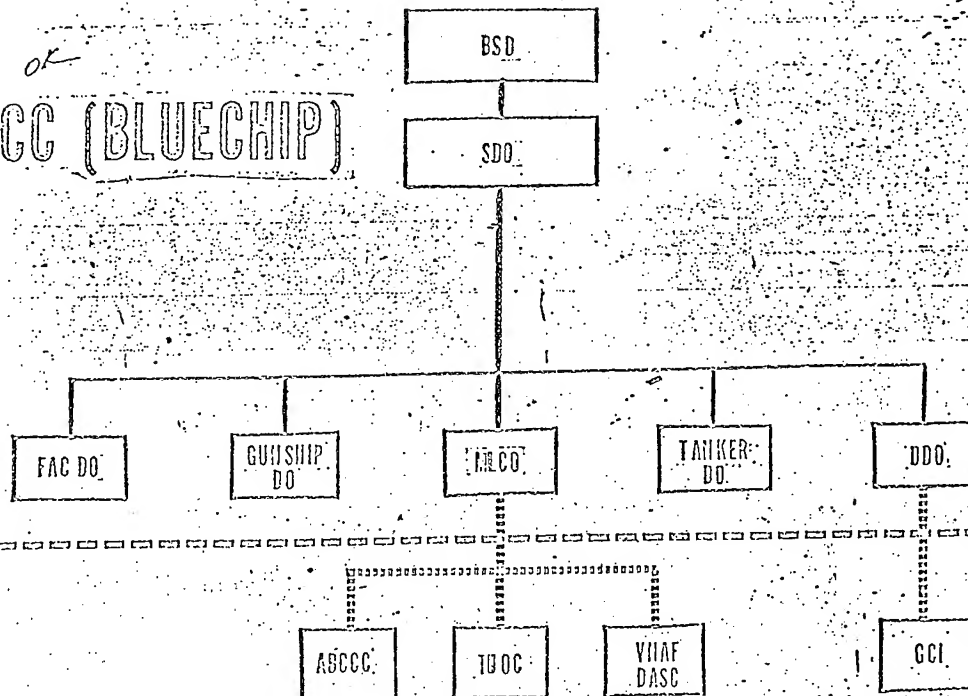 OK
CC (BLUECHIP)
BSD
SDO
FAC DO
GUNSHIP
DO
TANKER
DO
DDO
ABCCC
VNAF
DASC
GCI